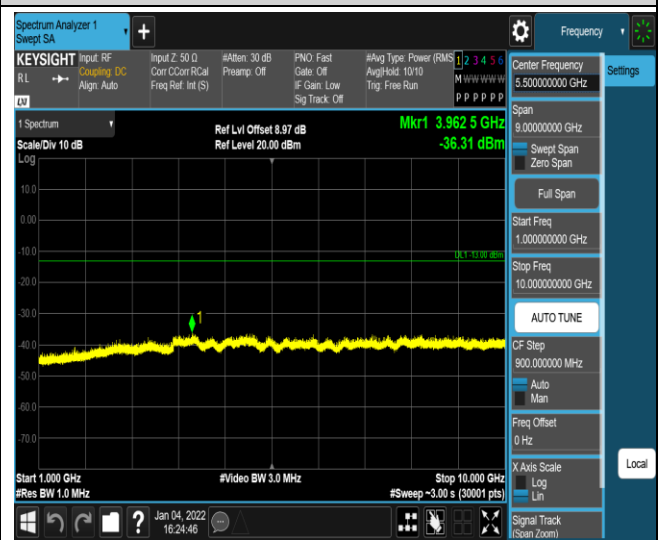 Spectrum Analyzer 1
Swept SA
Frequency
KEYSIGHT
RL
Input: RF
Coupling: DC
Align: Auto
Input Z: 50 Ω
Corr CCorr RCal
Freq Ref: Int (S)
#Atten: 30 dB
Preamp: Off
PNO: Fast
Gate: Off
IF Gain: Low
Sig Track: Off
#Avg Type: Power (RMS
Avg|Hold: 10/10
Trig: Free Run
1 2 3 4 5 6
M W W W W W
P P P P P P
1 Spectrum
Scale/Div 10 dB
Log
Ref Lvl Offset 8.97 dB
Ref Level 20.00 dBm
Mkr1 3.962 5 GHz
-36.31 dBm
10.0
0.00
-10.0
DL1 -13.00 dBm
-20.0
-30.0
1
-40.0
-50.0
-60.0
-70.0
Start 1.000 GHz
#Res BW 1.0 MHz
#Video BW 3.0 MHz
Stop 10.000 GHz
#Sweep ~3.00 s (30001 pts)
Jan 04, 2022
16:24:46
Center Frequency
5.500000000 GHz
Span
9.00000000 GHz
Swept Span
Zero Span
Full Span
Start Freq
1.000000000 GHz
Stop Freq
10.000000000 GHz
AUTO TUNE
CF Step
900.000000 MHz
Auto
Man
Freq Offset
0 Hz
X Axis Scale
Log
Lin
Signal Track
(Span Zoom)
Settings
Local